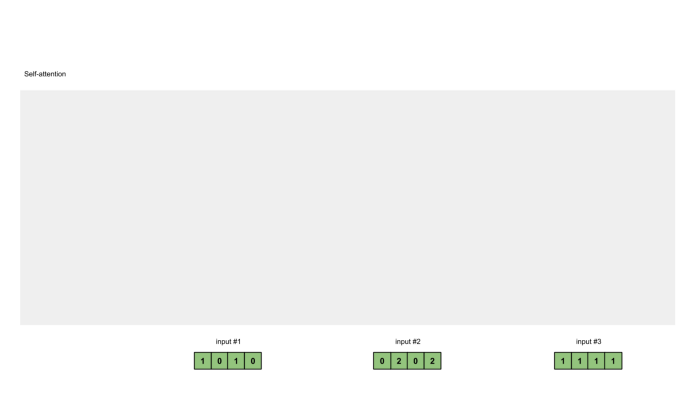 Self-attention
input #1 input #2 input #3
1 0 1 0 0 2 0 2 1 1 1 1